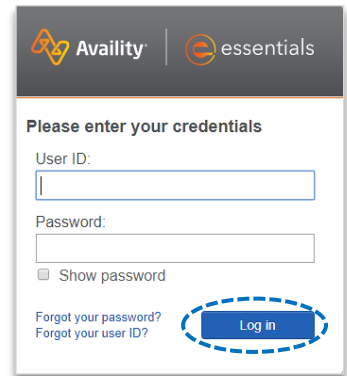 Availity essentials
Please enter your credentials
User ID:
Password:
Show password
Forgot your password?
Forgot your user ID?
Log in